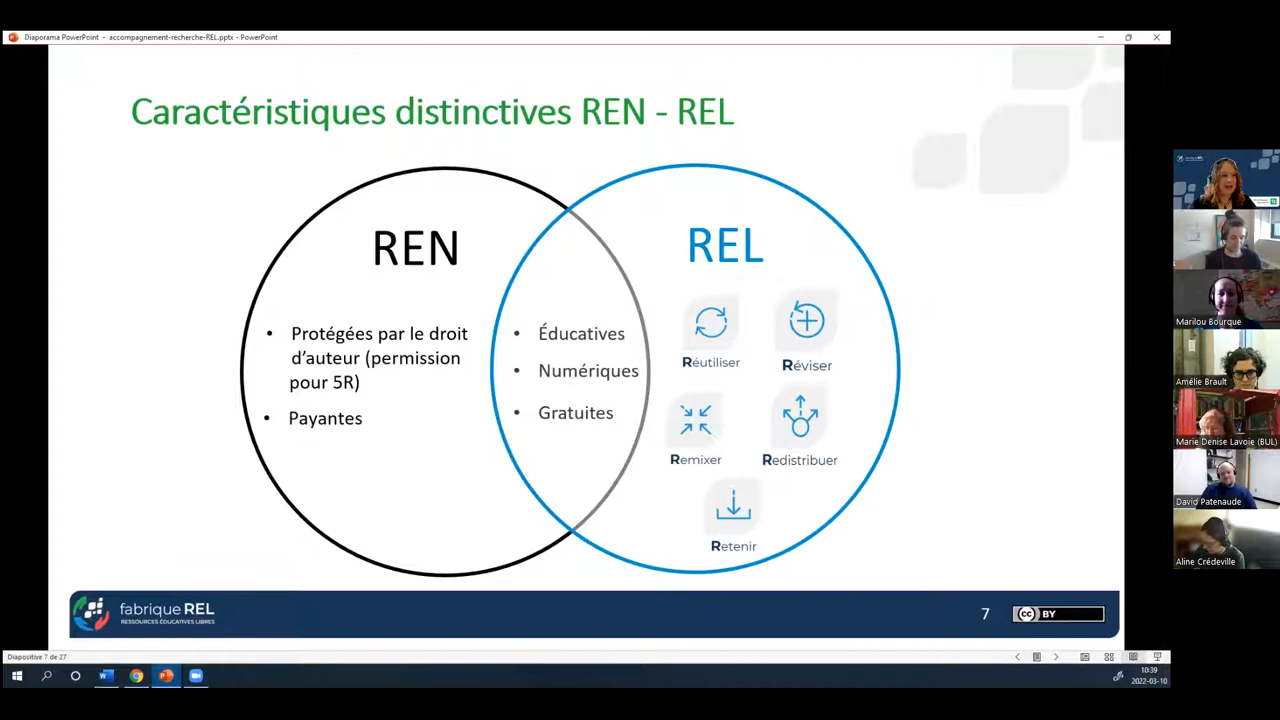 Diaporama PowerPoint - accompagnement-recherche-REL.pptx - PowerPoint
Caractéristiques distinctives REN - REL
REN
REL
• Protégées par le droit
d'auteur (permission
pour 5R)
• Payantes
• Éducatives
• Numériques
• Gratuites
Réutiliser
Réviser
Remixer
Redistribuer
Retenir
fabrique REL
RESSOURCES ÉDUCATIVES LIBRES
7
cc BY
Diapositive 7 de 27
10:39
2022-03-10
Marilou Bourque
Amélie Brault
Marie Denise Lavoie (BUL)
David Patenaude
Aline Crédeville